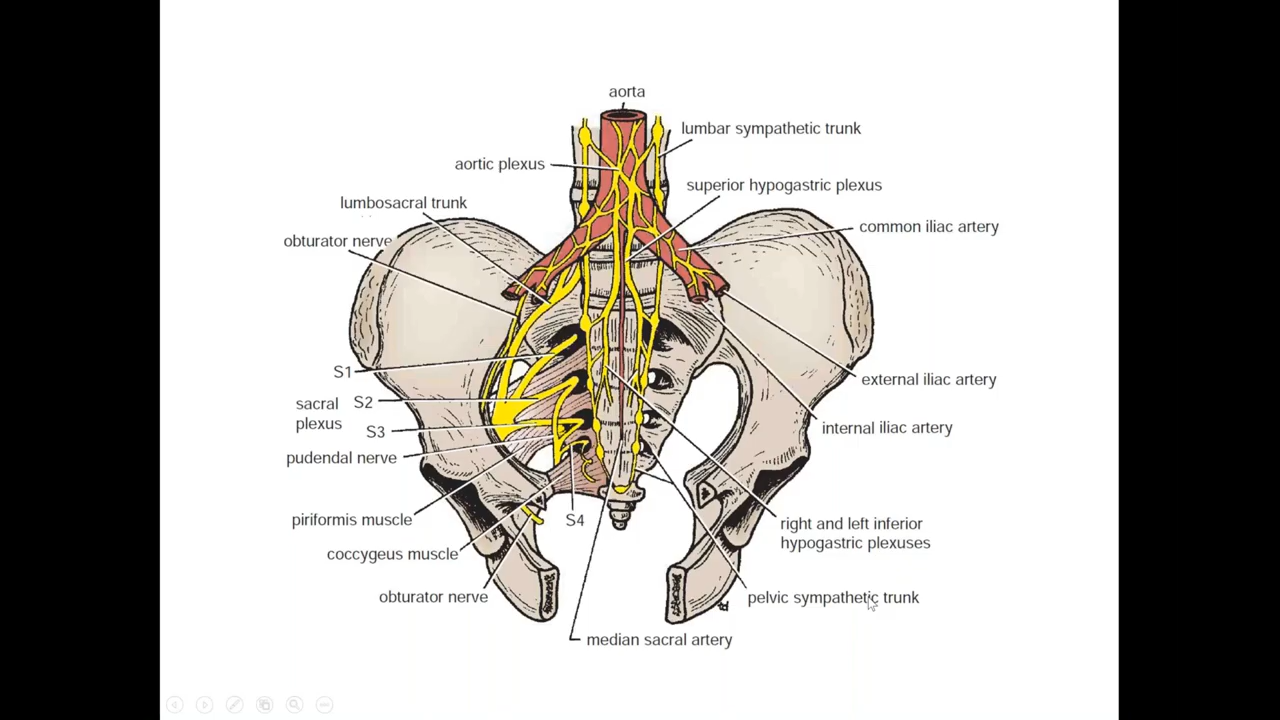 aorta
lumbar sympathetic trunk
aortic plexus
superior hypogastric plexus
lumbosacral trunk
common iliac artery
obturator nerve
S1
external iliac artery
sacral
plexus
S2
S3
internal iliac artery
pudendal nerve
piriformis muscle
S4
right and left inferior
hypogastric plexuses
coccygeus muscle
obturator nerve
pelvic sympathetic trunk
median sacral artery